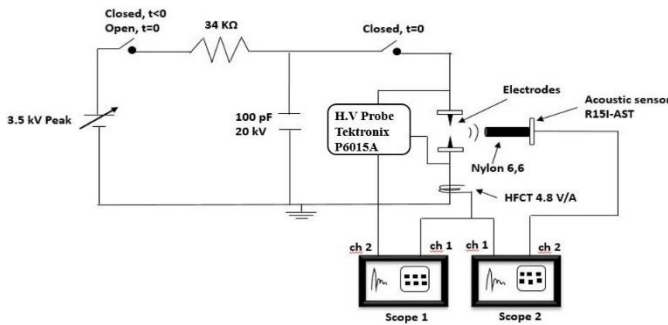 Closed, t<0
Open, t=0
34 KΩ
Closed, t=0
3.5 kV Peak
100 pF
20 kV
H.V Probe
Tektronix
P6015A
Electrodes
Acoustic sensor
R15I-AST
Nylon 6,6
HFCT 4.8 V/A
ch 2
ch 1
ch 1
ch 2
Scope 1
Scope 2